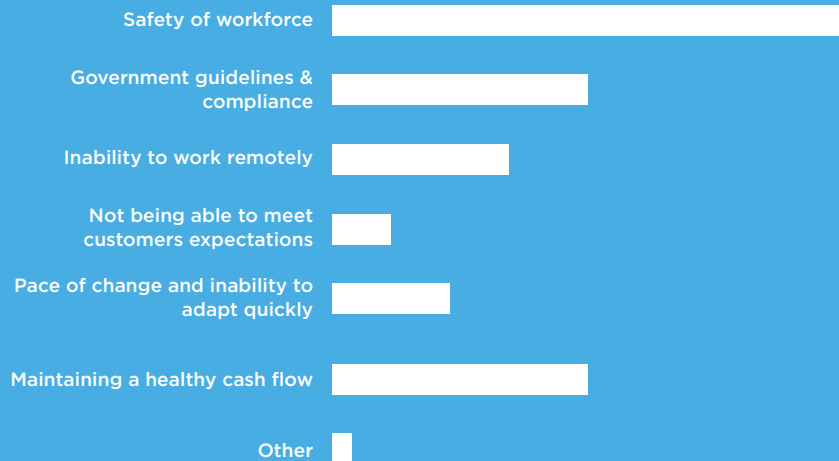 Safety of workforce
Government guidelines &
compliance
Inability to work remotely
Not being able to meet
customers expectations
Pace of change and inability to
adapt quickly
Maintaining a healthy cash flow
Other